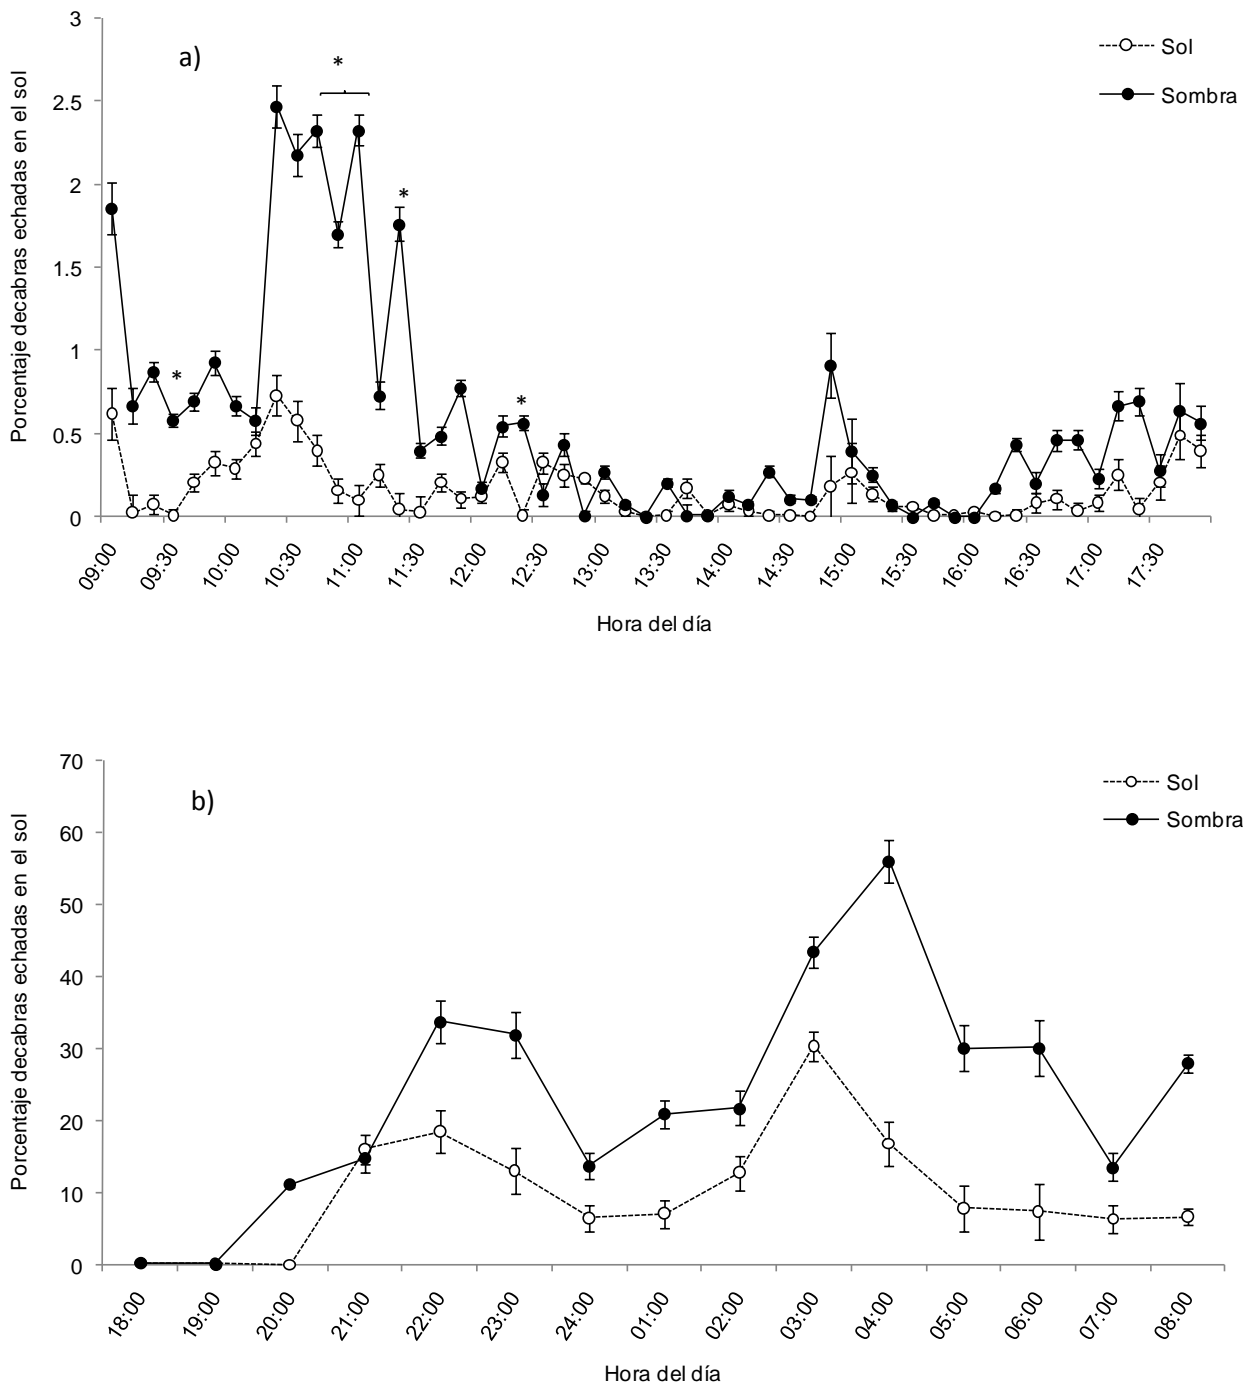 3
a)
*
Sol
Sombra
2.5
2
*
1.5
1
*
*
0.5
0
Porcentaje decabras echadas en el sol
09:00 09:30 10:00 10:30 11:00 11:30 12:00 12:30 13:00 13:30 14:00 14:30 15:00 15:30 16:00 16:30 17:00 17:30
Hora del día
70
b)
Sol
Sombra
60
50
40
30
20
10
0
Porcentaje decabras echadas en el sol
18:00 19:00 20:00 21:00 22:00 23:00 24:00 01:00 02:00 03:00 04:00 05:00 06:00 07:00 08:00
Hora del día